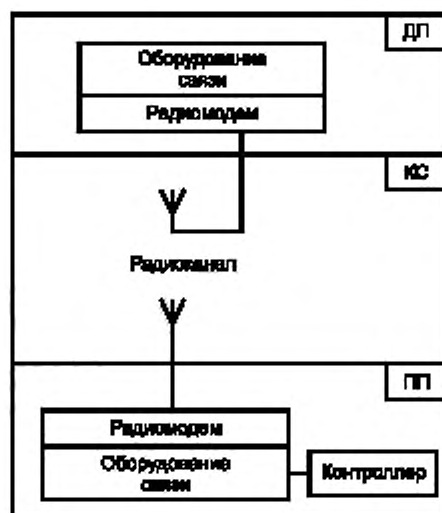 ДП
Оборудование
связи
Радиомодем
КС
Радиоканал
ПП
Радиомодем
Оборудование
связи
Контроллер